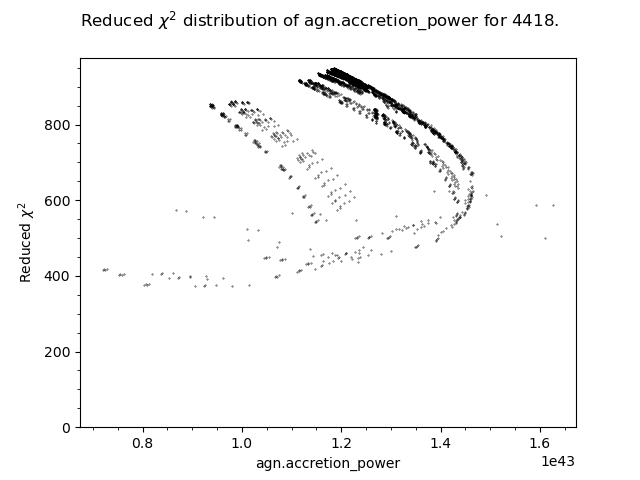 Reduced χ² distribution of agn.accretion_power for 4418.
Reduced χ²
800
600
400
200
0
0.8 1.0 1.2 1.4 1.6
1e43
agn.accretion_power